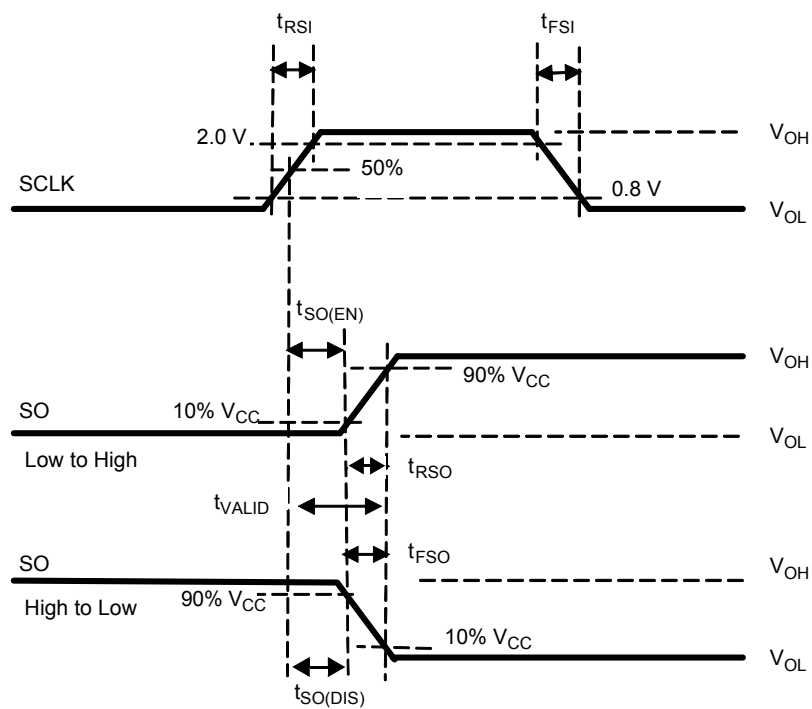 tRSI
tFSI
VOH
2.0 V
50%
SCLK
0.8 V
VOL
tSO(EN)
VOH
90% VCC
SO
10% VCC
VOL
Low to High
tRSO
tVALID
tFSO
SO
VOH
90% VCC
High to Low
10% VCC
VOL
tSO(DIS)